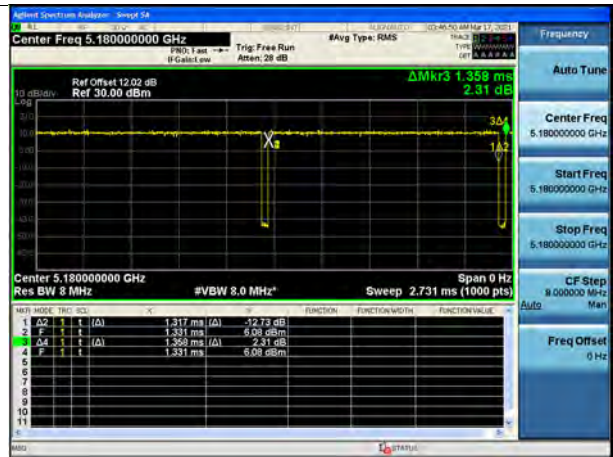 Agilent Spectrum Analyzer - Swept SA
03:46:50 AM Mar 17, 2021
Center Freq 5.180000000 GHz
#Avg Type: RMS
TRACE
TYPE
DET
PNO: Fast
Trig: Free Run
IFGain:Low
Atten: 28 dB
Frequency
Auto Tune
ΔMkr3 1.358 ms
2.31 dB
Ref Offset 12.02 dB
10 dB/div Ref 30.00 dBm
Log
3Δ4
1Δ2
Center Freq
5.180000000 GHz
Start Freq
5.180000000 GHz
Stop Freq
5.180000000 GHz
CF Step
8.000000 MHz
Auto Man
Freq Offset
0 Hz
Center 5.180000000 GHz Span 0 Hz
Res BW 8 MHz #VBW 8.0 MHz* Sweep 2.731 ms (1000 pts)
MKR MODE TRC SCL X Y FUNCTION FUNCTION WIDTH FUNCTION VALUE
1 Δ2 1 t (Δ) 1.317 ms (Δ) -12.73 dB
2 F 1 t 1.331 ms 6.08 dBm
3 Δ4 1 t (Δ) 1.358 ms (Δ) 2.31 dB
4 F 1 t 1.331 ms 6.08 dBm
5
6
7
8
9
10
11
MSG STATUS